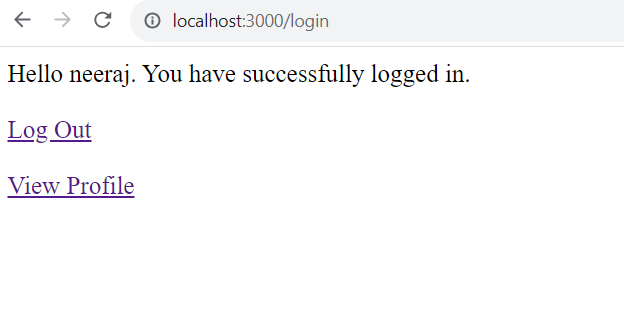 localhost:3000/login
Hello neeraj. You have successfully logged in.
Log Out
View Profile